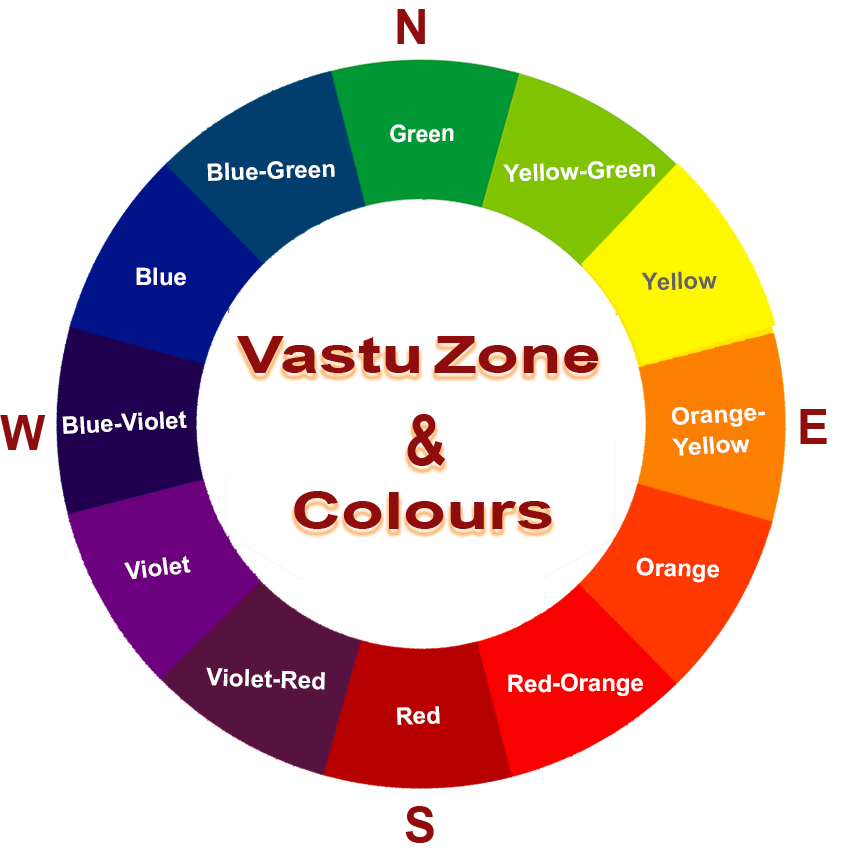 N
Green
Blue-Green
Yellow-Green
Blue
Yellow
Vastu Zone
&
Colours
W
Blue-Violet
Orange-
Yellow
E
Violet
Orange
Violet-Red
Red-Orange
Red
S